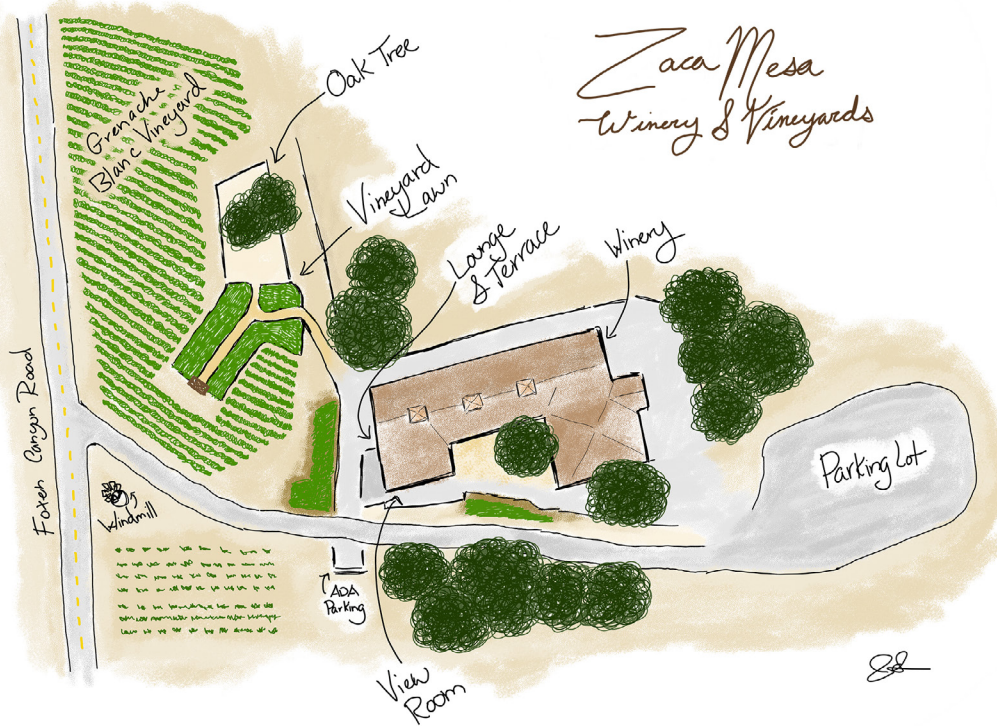 Zaca Mesa
Winery & Vineyards
Oak Tree
Grenache
Blanc Vineyard
Vineyard
Lawn
Lounge
& Terrace
Winery
Foxen Canyon Road
Parking Lot
Windmill
ADA
Parking
View
Room